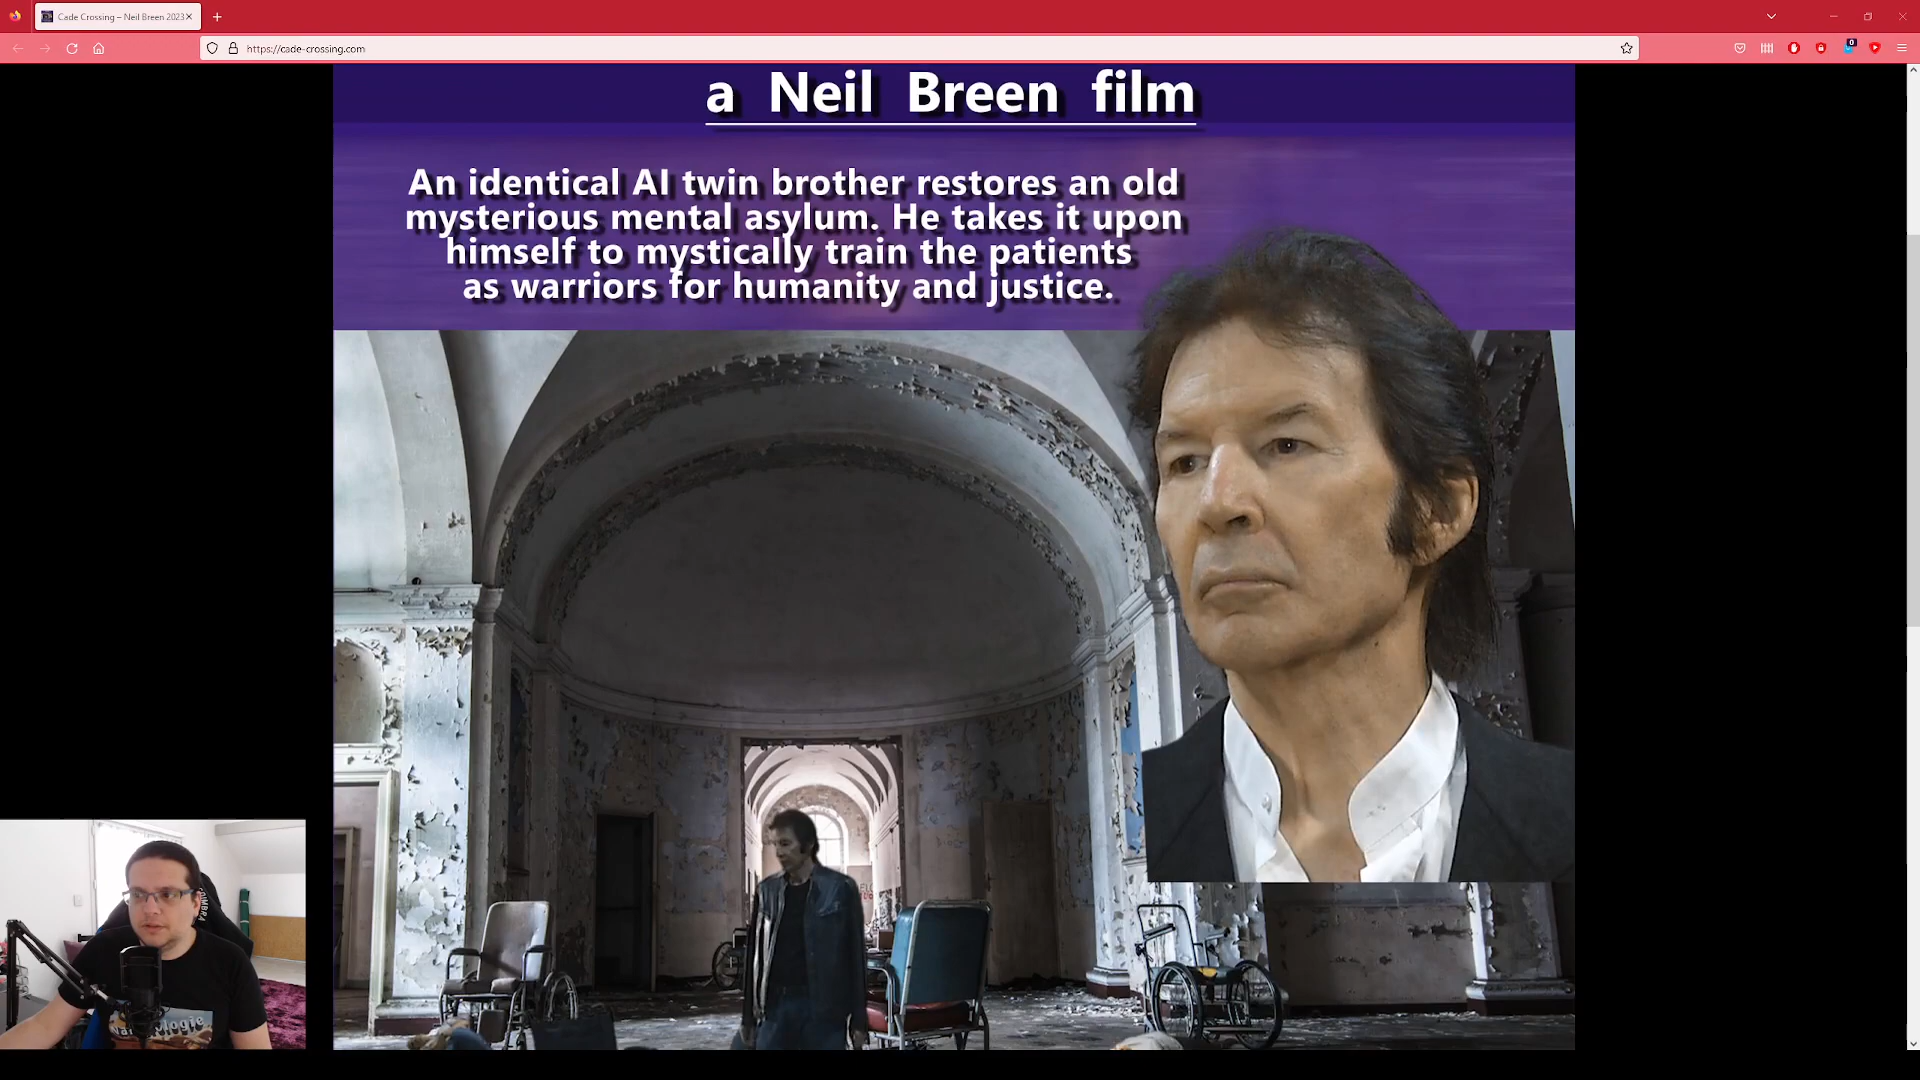 Cade Crossing – Neil Breen 2023
https://cade-crossing.com
a Neil Breen film
An identical AI twin brother restores an old
mysterious mental asylum. He takes it upon
himself to mystically train the patients
as warriors for humanity and justice.